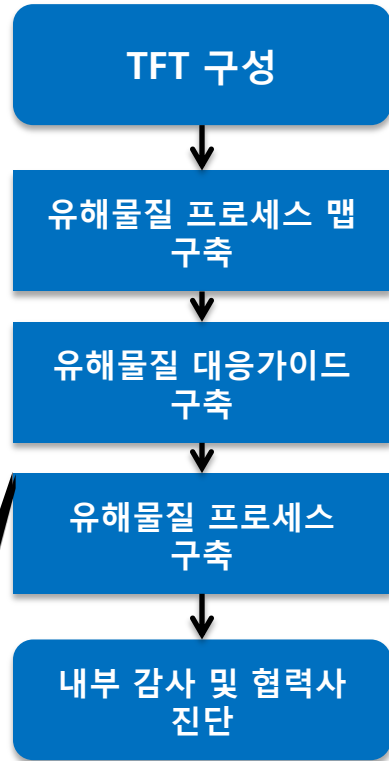 TFT 구성
유해물질 프로세스 맵
구축
유해물질 대응가이드
구축
유해물질 프로세스
구축
내부 감사 및 협력사
진단